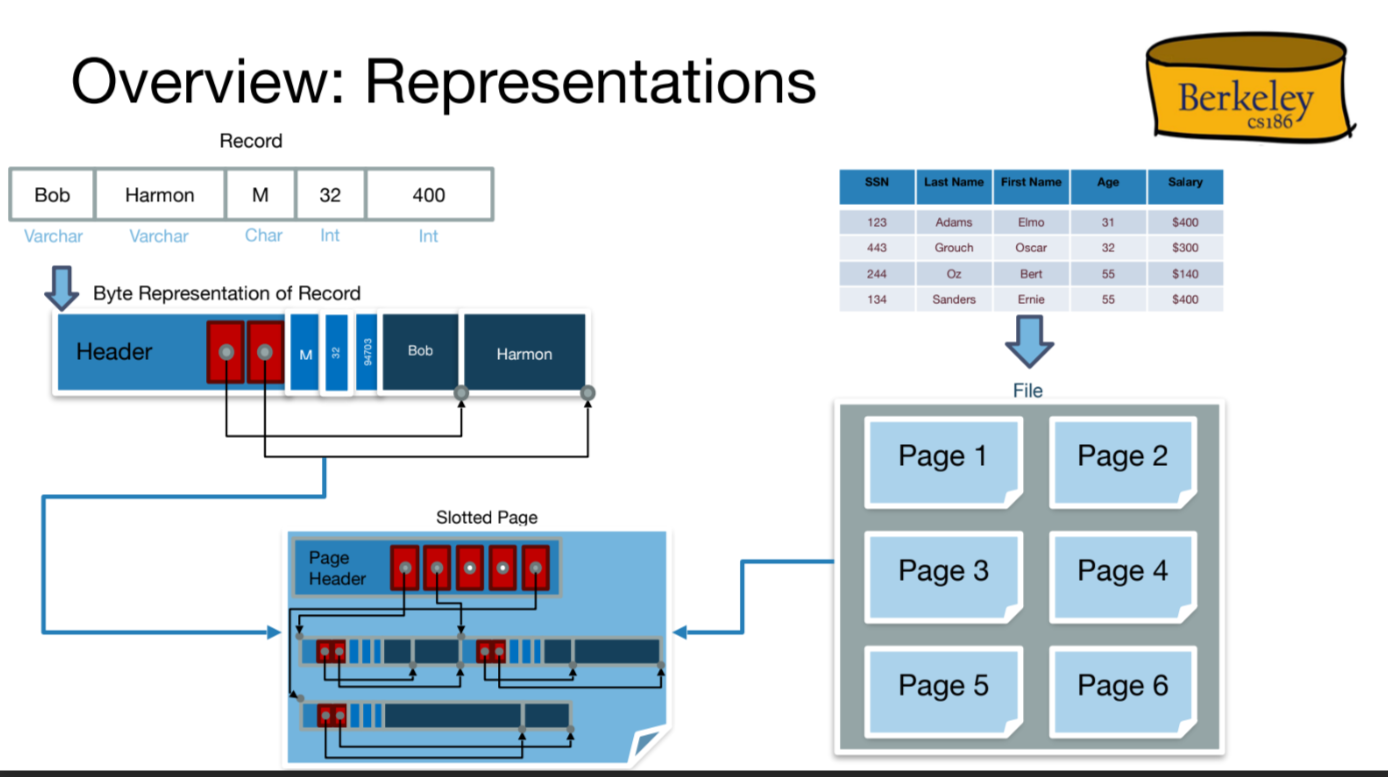 Overview: Representations
Berkeley
cs186
Record
Bob Harmon M 32 400
Varchar Varchar Char Int Int
Byte Representation of Record
Header M 32 94703 Bob Harmon
Slotted Page
Page
Header
SSN Last Name First Name Age Salary
123 Adams Elmo 31 $400
443 Grouch Oscar 32 $300
244 Oz Bert 55 $140
134 Sanders Ernie 55 $400
File
Page 1 Page 2
Page 3 Page 4
Page 5 Page 6